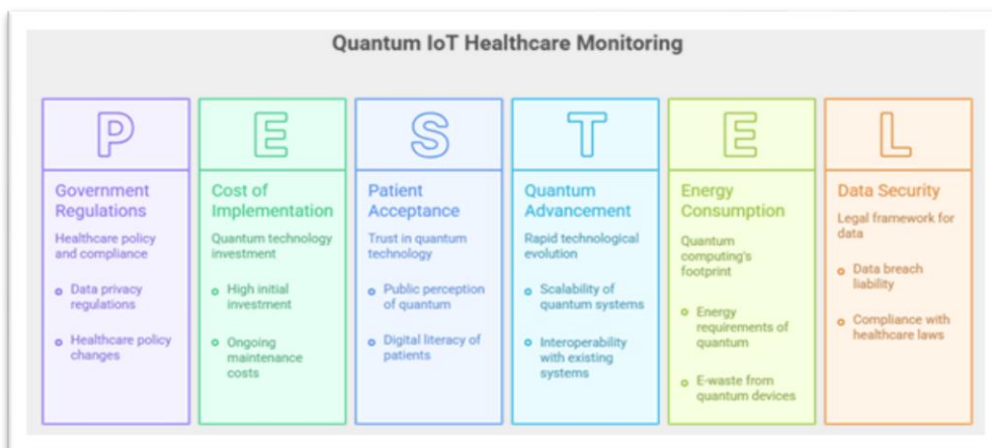 Quantum IoT Healthcare Monitoring
P
Government
Regulations
Healthcare policy
and compliance
Data privacy
regulations
Healthcare policy
changes
E
Cost of
Implementation
Quantum technology
investment
High initial
investment
Ongoing
maintenance
costs
S
Patient
Acceptance
Trust in quantum
technology
Public perception
of quantum
Digital literacy of
patients
T
Quantum
Advancement
Rapid technological
evolution
Scalability of
quantum systems
Interoperability
with existing
systems
E
Energy
Consumption
Quantum
computing's
footprint
Energy
requirements of
quantum
E-waste from
quantum devices
L
Data Security
Legal framework for
data
Data breach
liability
Compliance with
healthcare laws